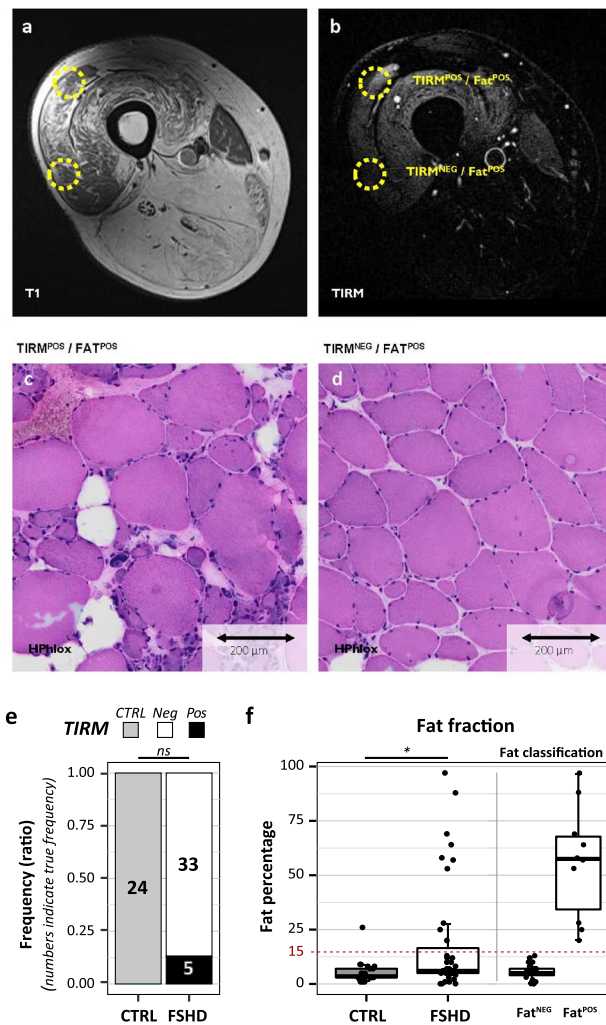 a
b
TIRMPOS / FatPOS
TIRMNEG / FatPOS
T1
TIRM
TIRMPOS / FATPOS
TIRMNEG / FATPOS
c
d
HPhlox
200 µm
HPhlox
200 µm
e
TIRM
CTRL
Neg
Pos
ns
Frequency (ratio)
(numbers indicate true frequency)
1.00
0.75
0.50
0.25
0.00
24
33
5
CTRL
FSHD
f
Fat fraction
*
Fat classification
Fat percentage
100
75
50
25
15
0
CTRL
FSHD
FatNEG
FatPOS